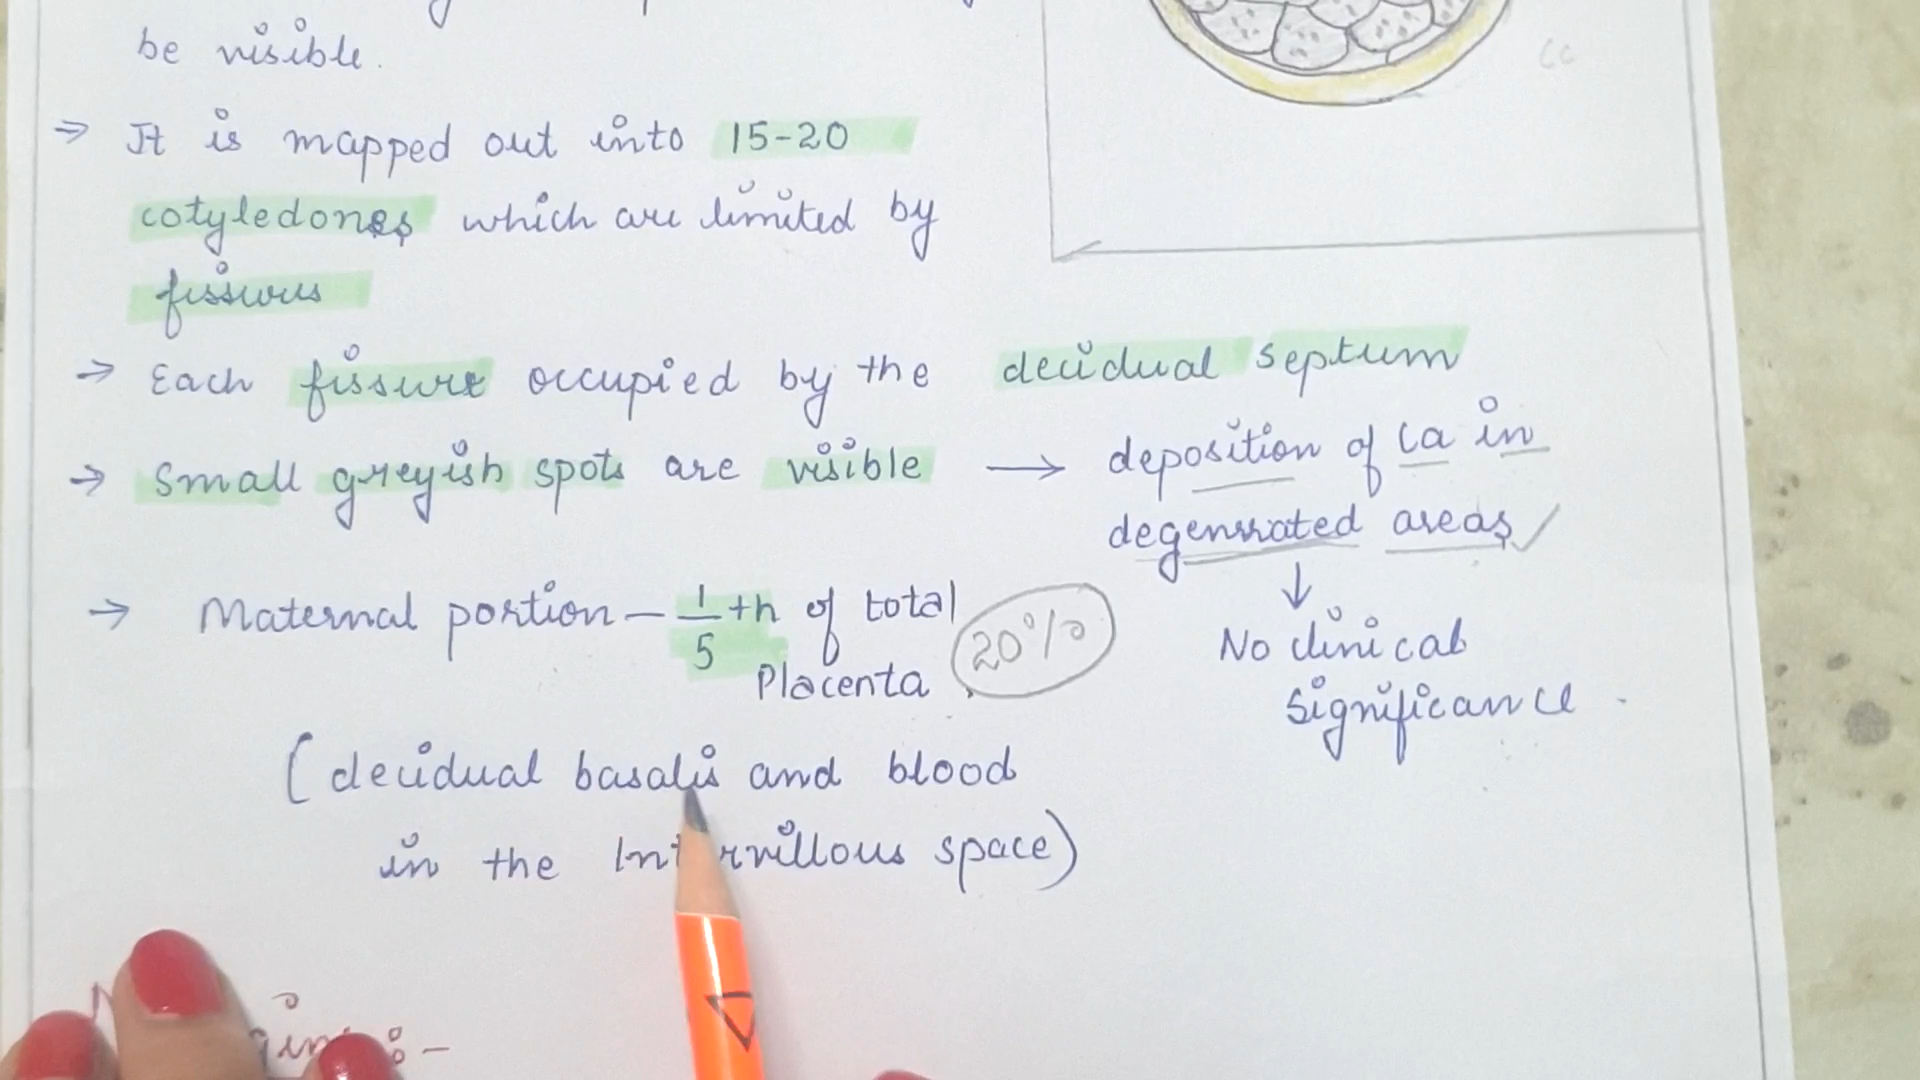 be visible.
→ It is mapped out into 15-20
cotyledones which are limited by
fissures
→ Each fissure occupied by the decidual septum
→ Small greyish spots are visible → deposition of Ca in
degenerated areas ✓
↓
No clinical
significance.
→ Maternal portion – 1/5 th of total
Placenta. 20%
(decidual basalis and blood
in the Intervillous space)